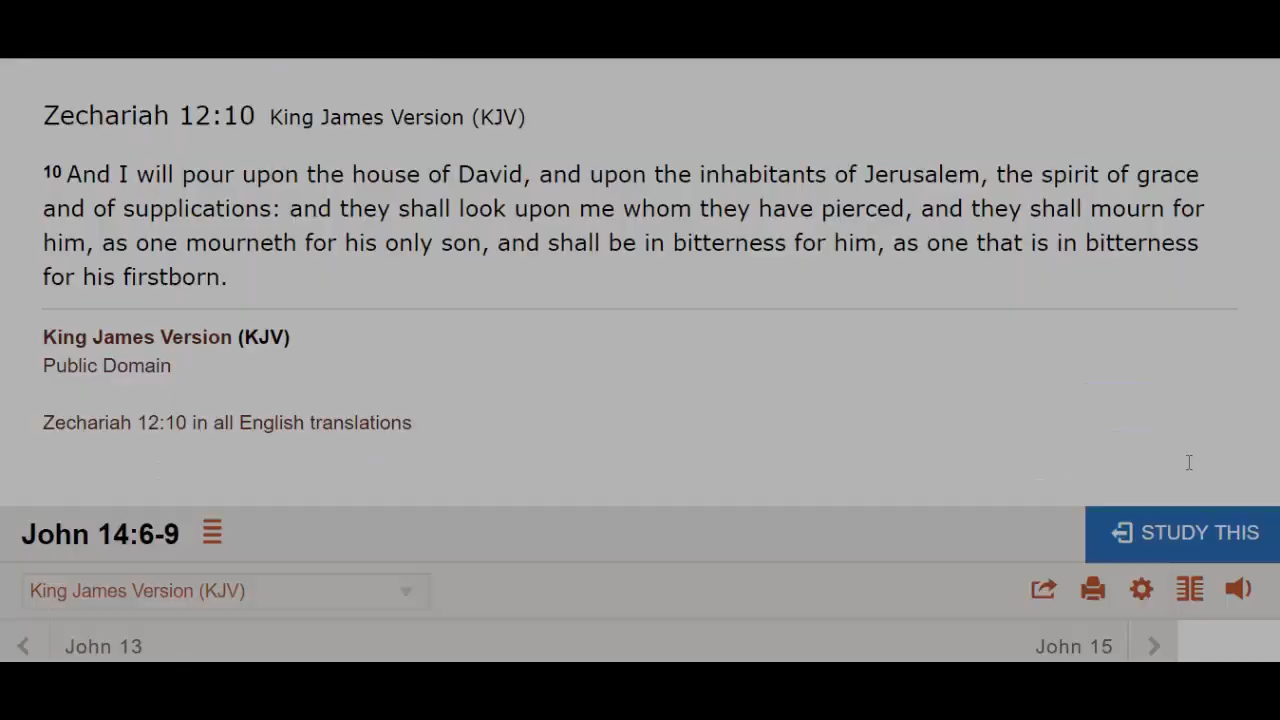 Zechariah 12:10 King James Version (KJV)
10 And I will pour upon the house of David, and upon the inhabitants of Jerusalem, the spirit of grace
and of supplications: and they shall look upon me whom they have pierced, and they shall mourn for
him, as one mourneth for his only son, and shall be in bitterness for him, as one that is in bitterness
for his firstborn.
King James Version (KJV)
Public Domain
Zechariah 12:10 in all English translations
John 14:6-9
STUDY THIS
King James Version (KJV)
John 13
John 15